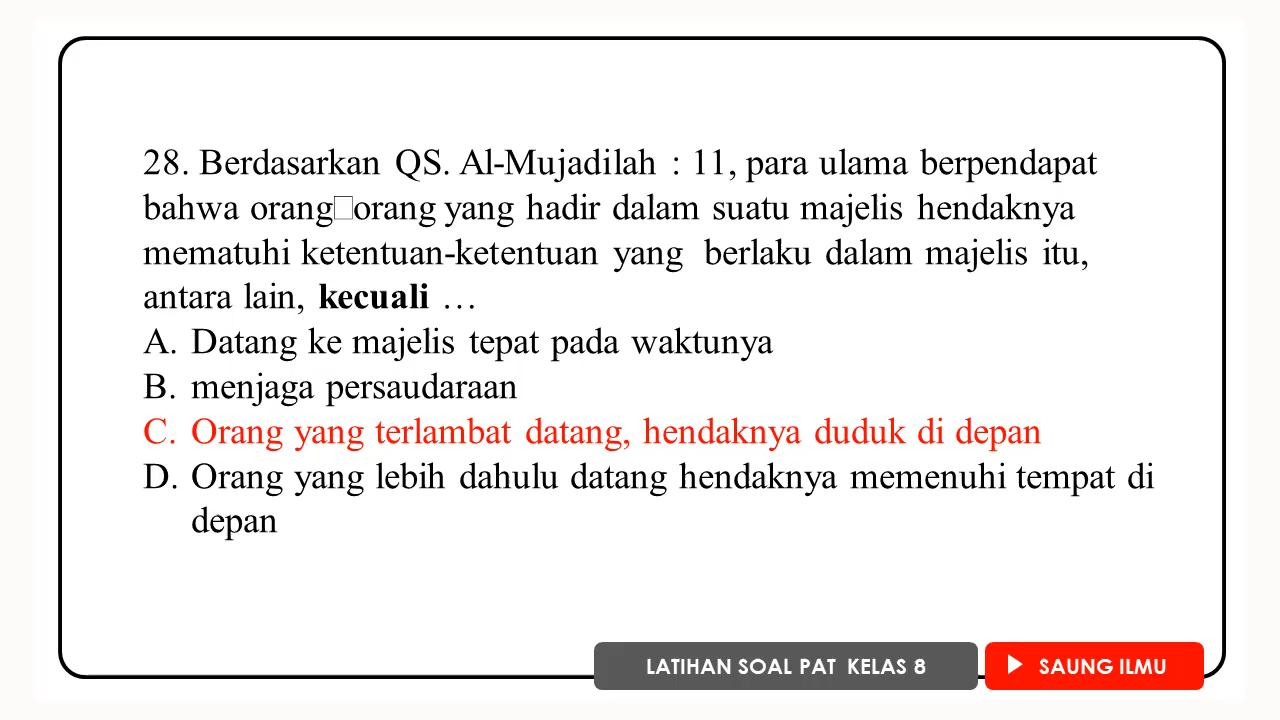 28. Berdasarkan QS. Al-Mujadilah : 11, para ulama berpendapat
bahwa orang□orang yang hadir dalam suatu majelis hendaknya
mematuhi ketentuan-ketentuan yang berlaku dalam majelis itu,
antara lain, kecuali …
A. Datang ke majelis tepat pada waktunya
B. menjaga persaudaraan
C. Orang yang terlambat datang, hendaknya duduk di depan
D. Orang yang lebih dahulu datang hendaknya memenuhi tempat di
depan
LATIHAN SOAL PAT KELAS 8
SAUNG ILMU